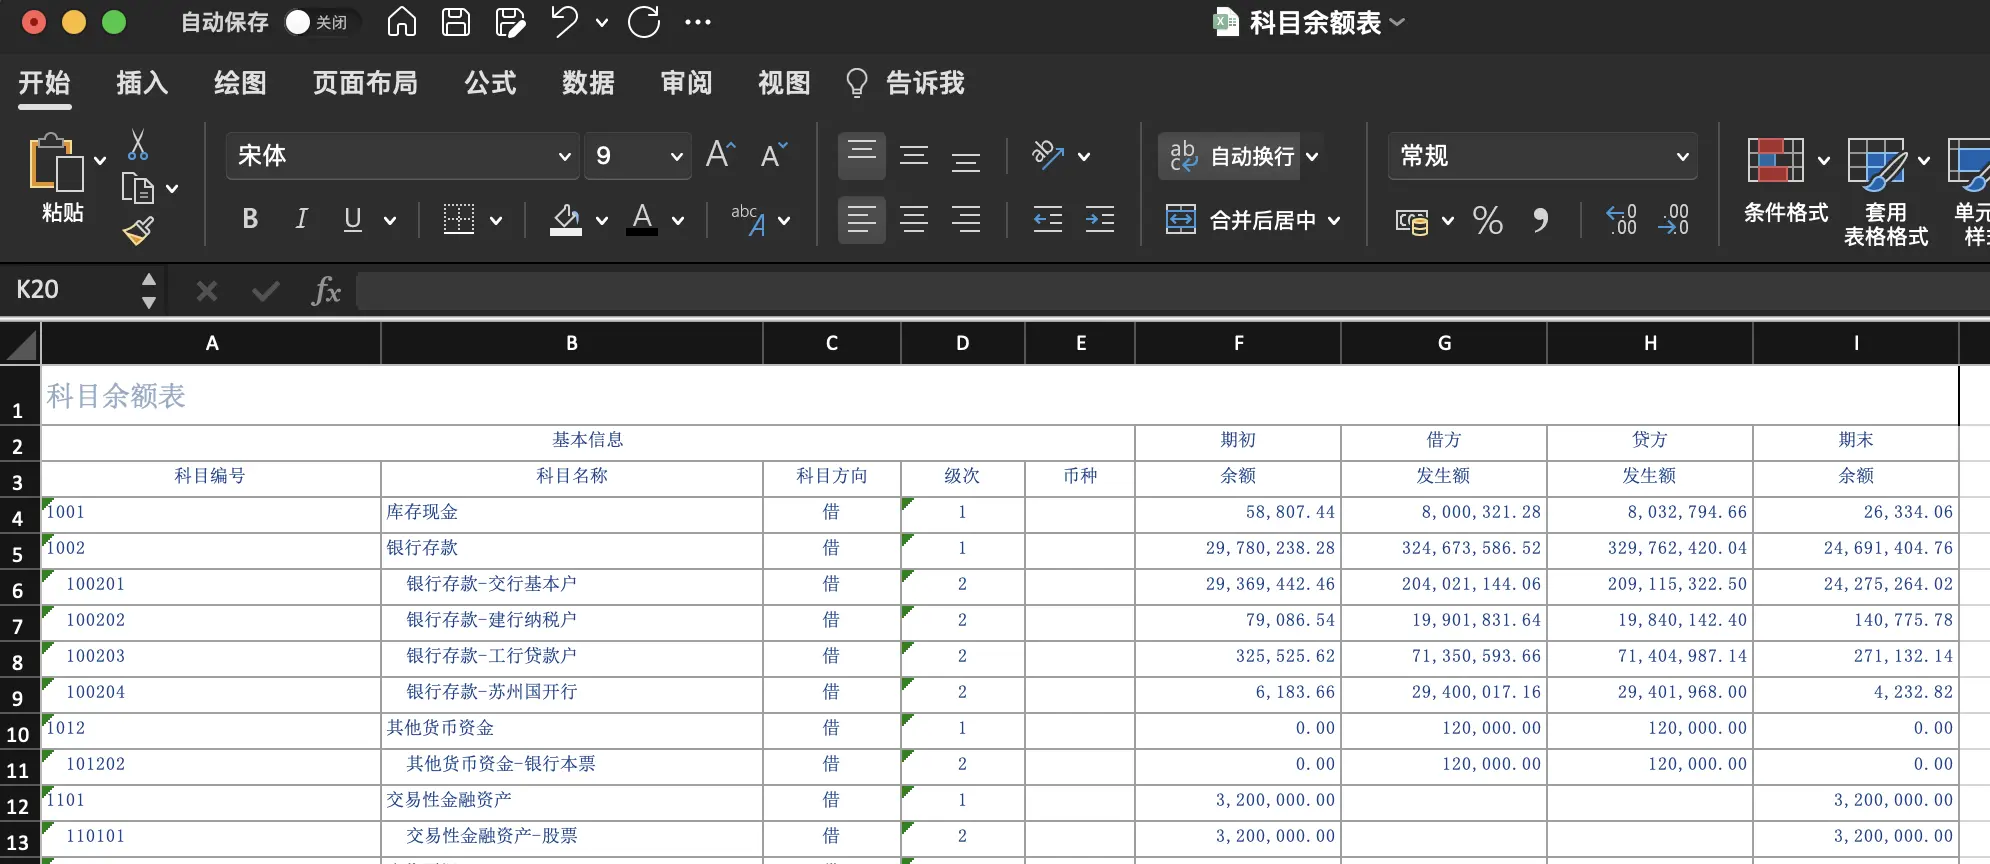 自动保存 关闭 科目余额表
开始 插入 绘图 页面布局 公式 数据 审阅 视图 告诉我
宋体 9 A A ab ab c 自动换行 常规
粘贴 B I U A abc A 合并后居中 % .0 .00 .00 .0 条件格式 套用 表格格式 单元
K20 fx
A B C D E F G H I
1 科目余额表
2 基本信息 期初 借方 贷方 期末
3 科目编号 科目名称 科目方向 级次 币种 余额 发生额 发生额 余额
4 1001 库存现金 借 1 58,807.44 8,000,321.28 8,032,794.66 26,334.06
5 1002 银行存款 借 1 29,780,238.28 324,673,586.52 329,762,420.04 24,691,404.76
6 100201 银行存款-交行基本户 借 2 29,369,442.46 204,021,144.06 209,115,322.50 24,275,264.02
7 100202 银行存款-建行纳税户 借 2 79,086.54 19,901,831.64 19,840,142.40 140,775.78
8 100203 银行存款-工行贷款户 借 2 325,525.62 71,350,593.66 71,404,987.14 271,132.14
9 100204 银行存款-苏州国开行 借 2 6,183.66 29,400,017.16 29,401,968.00 4,232.82
10 1012 其他货币资金 借 1 0.00 120,000.00 120,000.00 0.00
11 101202 其他货币资金-银行本票 借 2 0.00 120,000.00 120,000.00 0.00
12 1101 交易性金融资产 借 1 3,200,000.00 3,200,000.00
13 110101 交易性金融资产-股票 借 2 3,200,000.00 3,200,000.00